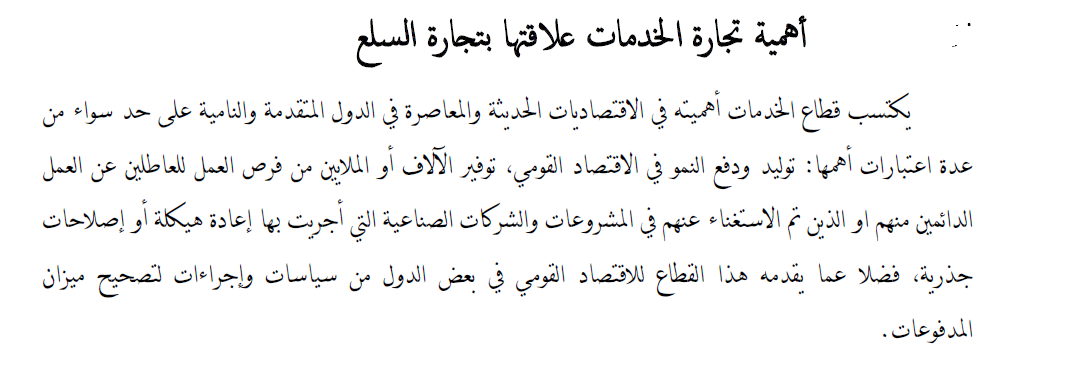 أهمية تجارة الخدمات علاقتها بتجارة السلع
يكتسب قطاع الخدمات أهميته في الاقتصاديات الحديثة والمعاصرة في الدول المتقدمة والنامية على حد سواء من
عدة اعتبارات أهمها: توليد ودفع النمو في الاقتصاد القومي، توفير الآلاف أو الملايين من فرص العمل للعاطلين عن العمل
الدائمين منهم او الذين تم الاستغناء عنهم في المشروعات والشركات الصناعية التي أجريت بها إعادة هيكلة أو إصلاحات
جذرية، فضلا عما يقدمه هذا القطاع للاقتصاد القومي في بعض الدول من سياسات وإجراءات لتصحيح ميزان
المدفوعات.